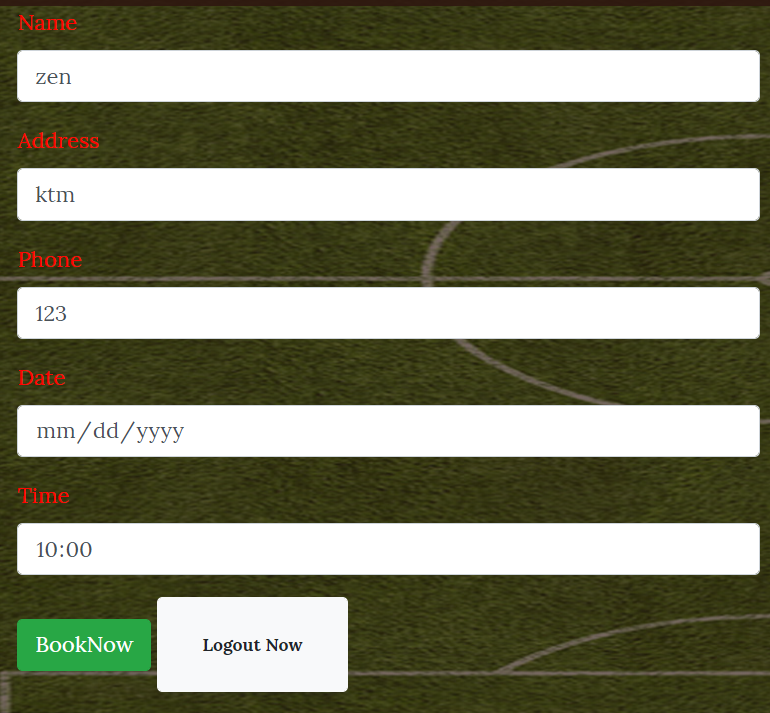 Name
zen
Address
ktm
Phone
123
Date
mm/dd/yyyy
Time
10:00
BookNow Logout Now